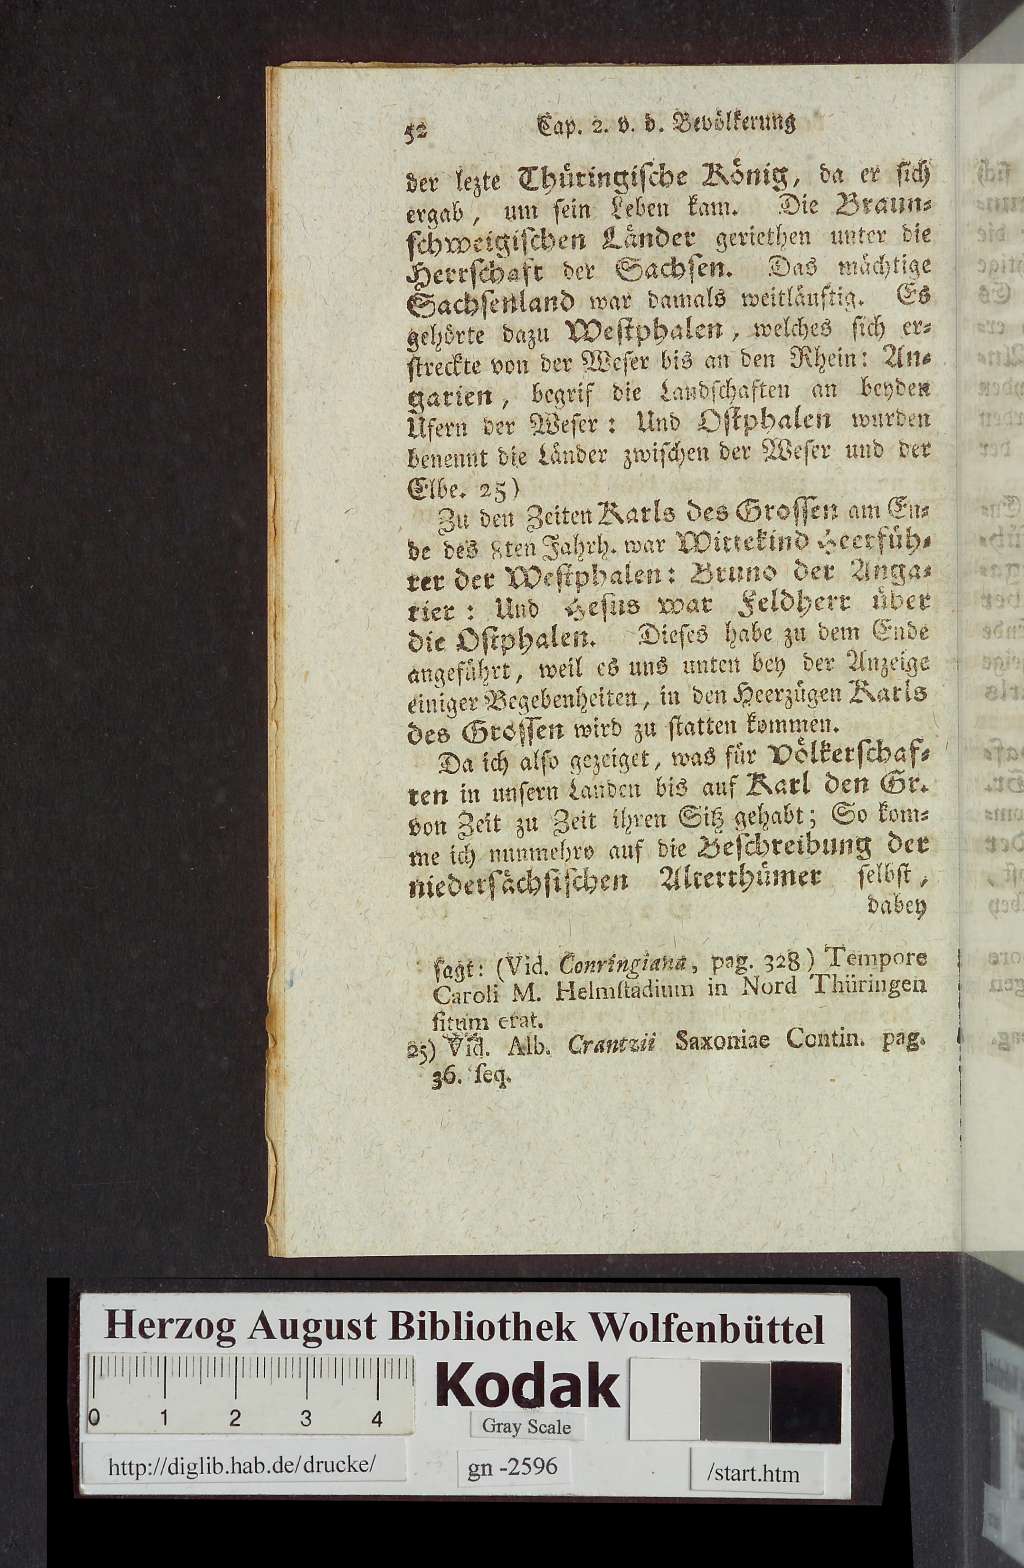 52 Cap. 2. v. d. Bevölkerung
der lezte Thüringische König, da er sich
ergab, um sein Leben kam. Die Braun-
schweigischen Länder geriethen unter die
Herrschaft der Sachsen. Das mächtige
Sachsenland war damals weitläuftig. Es
gehörte dazu Westphalen, welches sich er-
streckte von der Weser bis an den Rhein: An-
garien, begrif die Landschaften an beyden
Ufern der Weser: Und Ostphalen wurden
benennt die Länder zwischen der Weser und der
Elbe. 25)
Zu den Zeiten Karls des Grossen am En-
de des 8ten Jahrh. war Wittekind Heerfüh-
rer der Westphalen: Bruno der Anga-
rier: Und Hesus war Feldherr über
die Ostphalen. Dieses habe zu dem Ende
angeführt, weil es uns unten bey der Anzeige
einiger Begebenheiten, in den Heerzügen Karls
des Grossen wird zu statten kommen.
Da ich also gezeiget, was für Völkerschaf-
ten in unsern Landen bis auf Karl den Gr.
von Zeit zu Zeit ihren Sitz gehabt; So kom-
me ich nunmehro auf die Beschreibung der
niedersächsischen Alterthümer selbst,
dabey
sagt: (Vid. Conringiana, pag. 328) Tempore
Caroli M. Helmstadium in Nord Thüringen
situm erat.
25) Vid. Alb. Crantzii Saxoniae Contin. pag.
36. seq.
Herzog August Bibliothek Wolfenbüttel
Kodak
0 1 2 3 4
Gray Scale
http://diglib.hab.de/drucke/ gn -2596 /start.htm